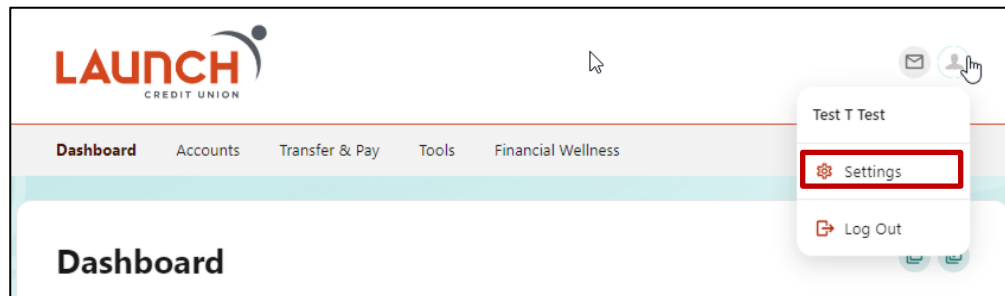 LAUNCH
CREDIT UNION
Test T Test
Dashboard Accounts Transfer & Pay Tools Financial Wellness
Settings
Log Out
Dashboard